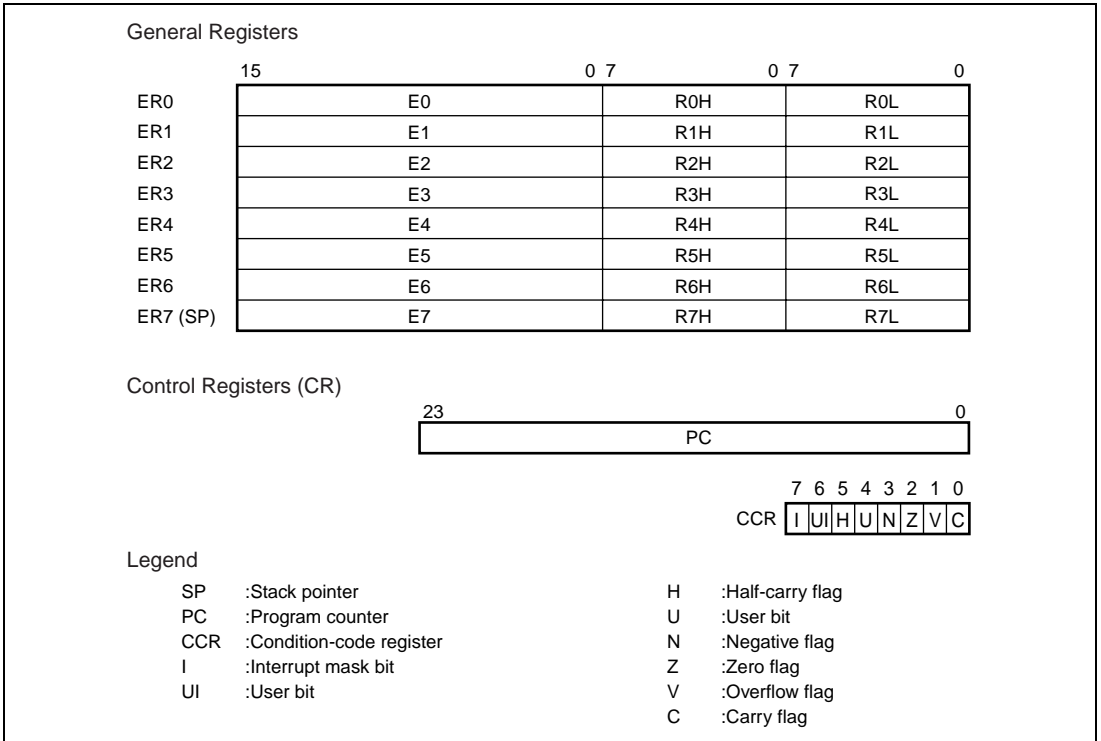 General Registers
15 0 7 0 7 0
ER0 E0 R0H R0L
ER1 E1 R1H R1L
ER2 E2 R2H R2L
ER3 E3 R3H R3L
ER4 E4 R4H R4L
ER5 E5 R5H R5L
ER6 E6 R6H R6L
ER7 (SP) E7 R7H R7L
Control Registers (CR)
23 0
PC
7 6 5 4 3 2 1 0
CCR I UI H U N Z V C
Legend
SP :Stack pointer
PC :Program counter
CCR :Condition-code register
I :Interrupt mask bit
UI :User bit
H :Half-carry flag
U :User bit
N :Negative flag
Z :Zero flag
V :Overflow flag
C :Carry flag